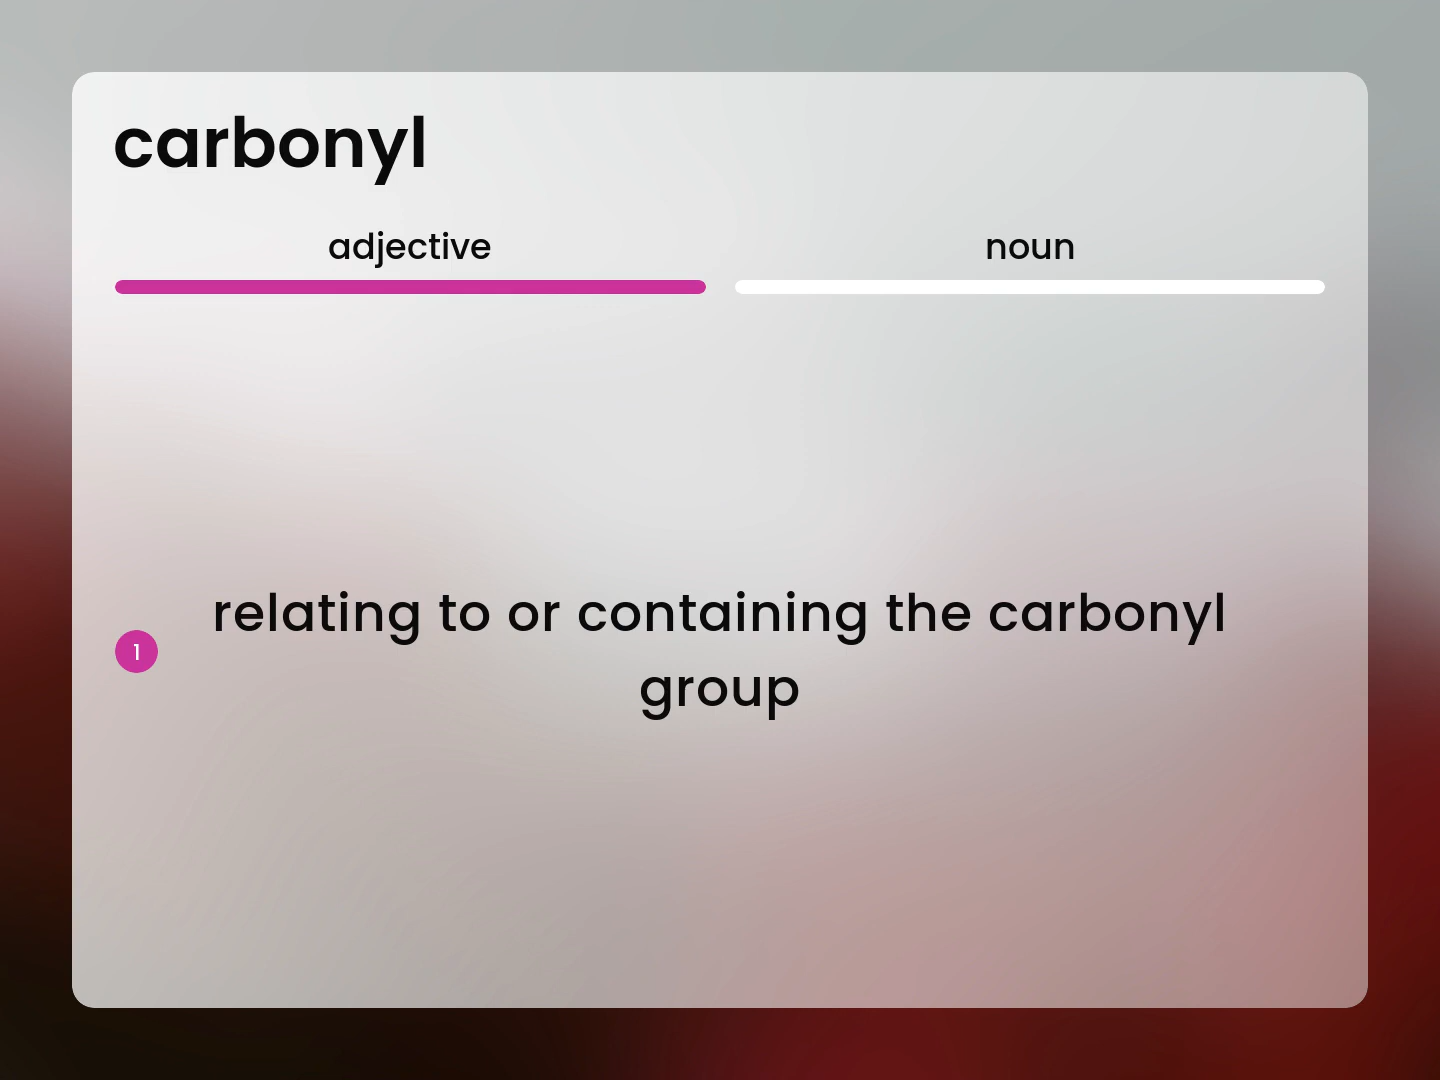 carbonyl
adjective
noun
1
relating to or containing the carbonyl
group